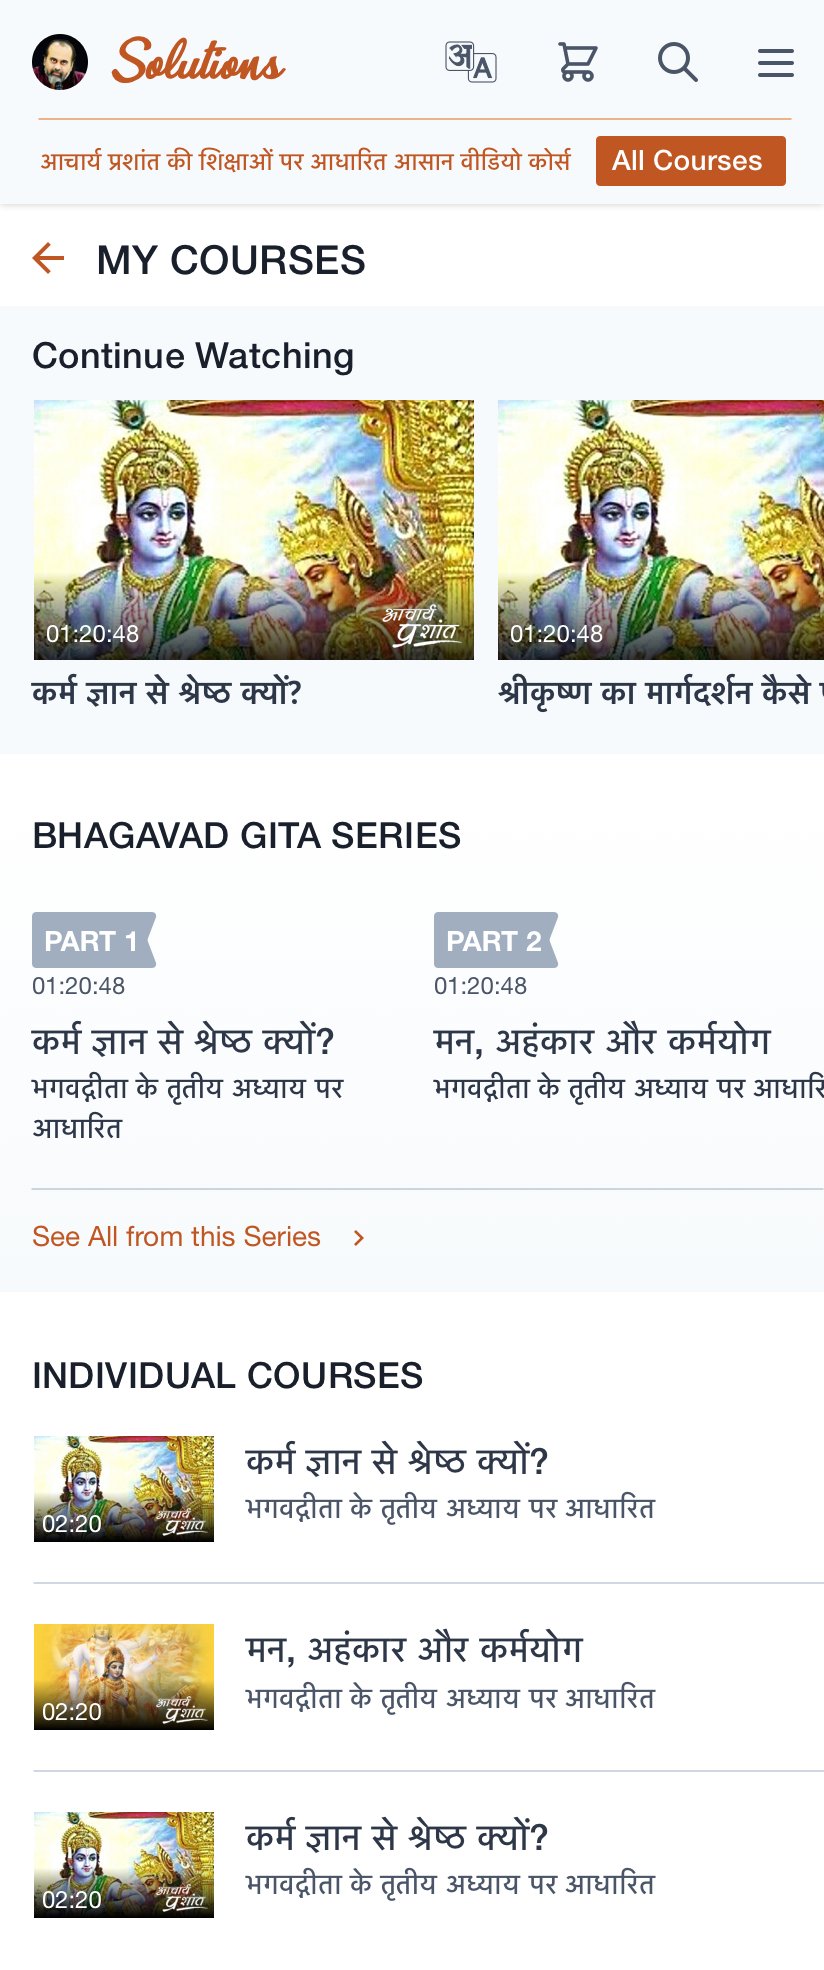 Solutions
अ A
आचार्य प्रशांत की शिक्षाओं पर आधारित आसान वीडियो कोर्स
All Courses
MY COURSES
Continue Watching
आचार्य
प्रशांत
01:20:48
01:20:48
कर्म ज्ञान से श्रेष्ठ क्यों?
श्रीकृष्ण का मार्गदर्शन कैसे
BHAGAVAD GITA SERIES
PART 1
PART 2
01:20:48
01:20:48
कर्म ज्ञान से श्रेष्ठ क्यों?
मन, अहंकार और कर्मयोग
भगवद्गीता के तृतीय अध्याय पर
आधारित
भगवद्गीता के तृतीय अध्याय पर
See All from this Series
INDIVIDUAL COURSES
आचार्य
प्रशांत
02:20
कर्म ज्ञान से श्रेष्ठ क्यों?
भगवद्गीता के तृतीय अध्याय पर आधारित
आचार्य
प्रशांत
02:20
मन, अहंकार और कर्मयोग
भगवद्गीता के तृतीय अध्याय पर आधारित
आचार्य
प्रशांत
02:20
कर्म ज्ञान से श्रेष्ठ क्यों?
भगवद्गीता के तृतीय अध्याय पर आधारित